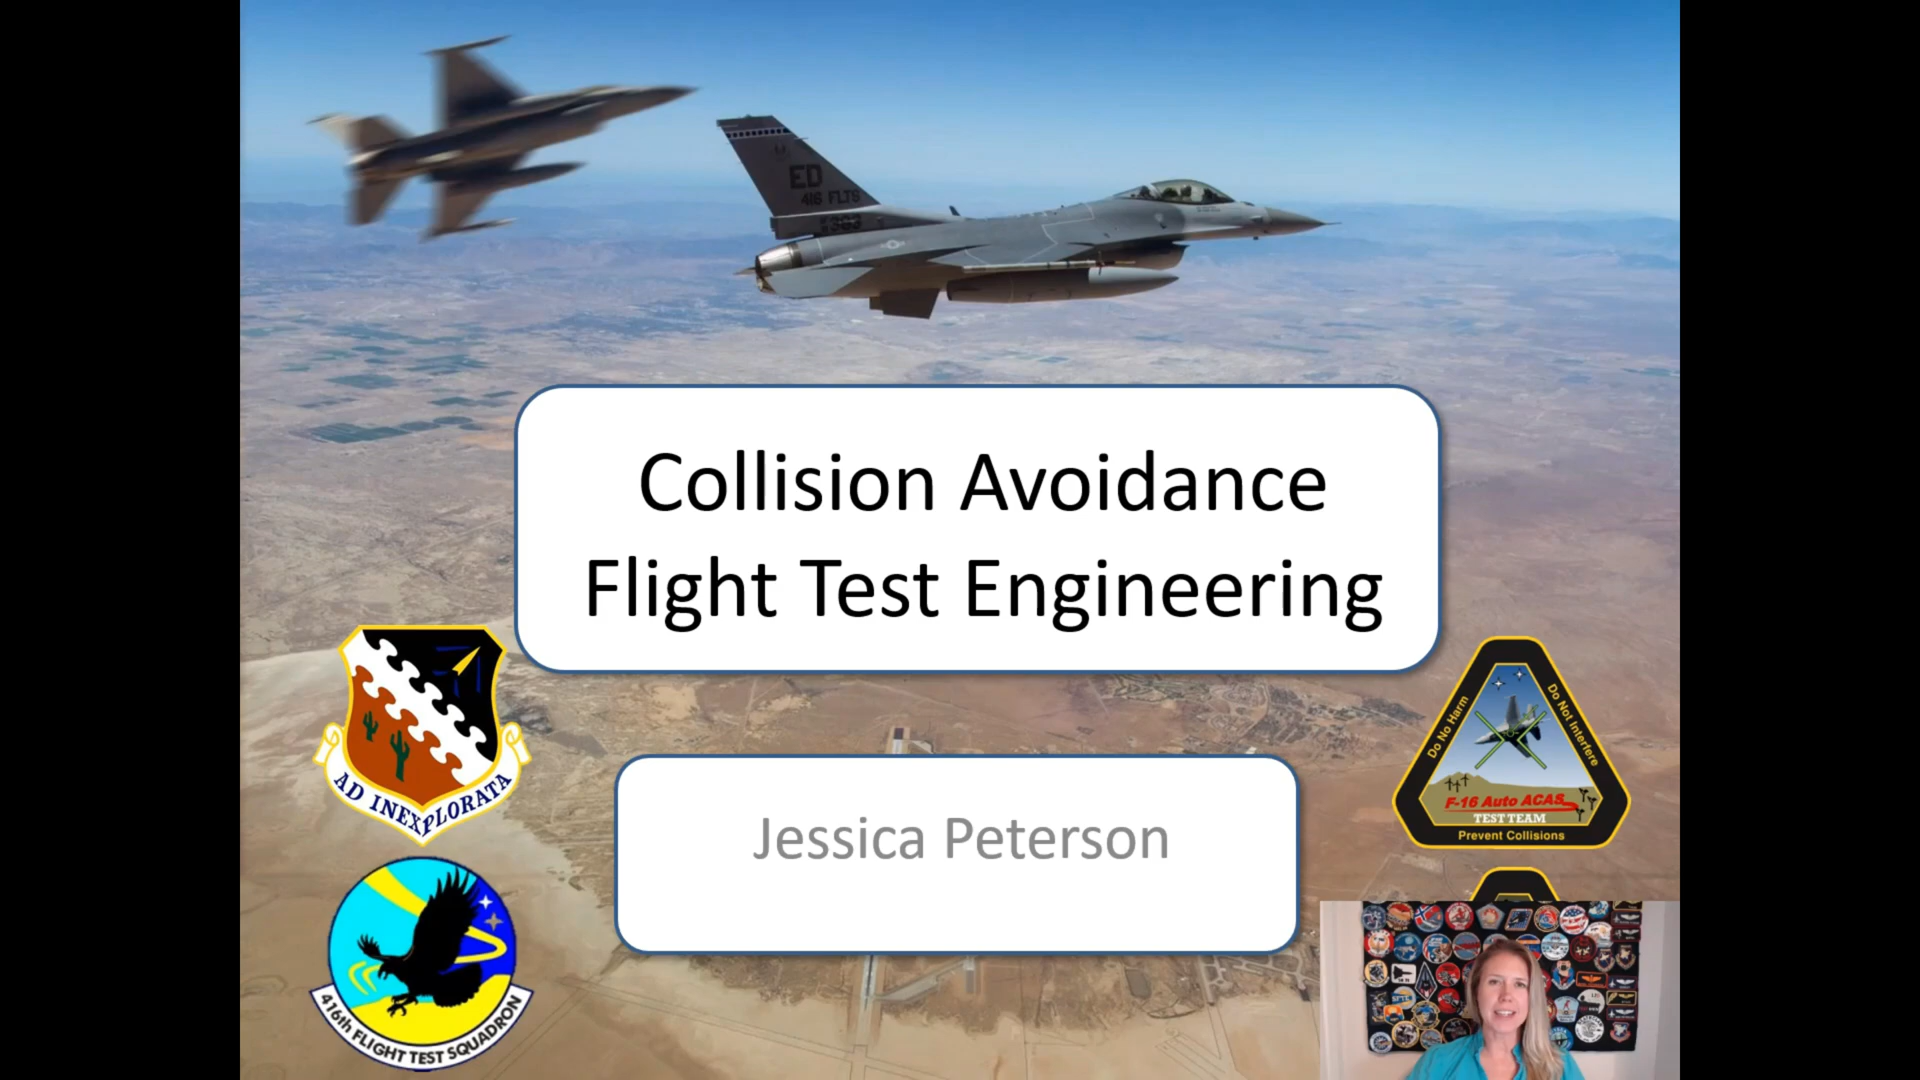 ED
416 FLTS
Collision Avoidance
Flight Test Engineering
Jessica Peterson
AD INEXPLORATA
416th FLIGHT TEST SQUADRON
Do No Harm
Do Not Interfere
F-16 Auto ACAS
TEST TEAM
Prevent Collisions